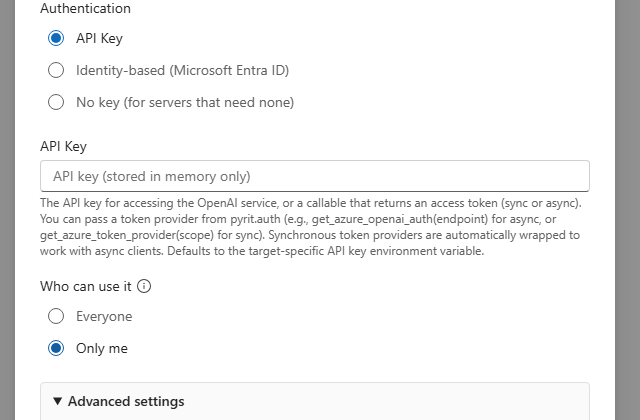 Authentication
API Key
Identity-based (Microsoft Entra ID)
No key (for servers that need none)
API Key
API key (stored in memory only)
The API key for accessing the OpenAI service, or a callable that returns an access token (sync or async).
You can pass a token provider from pyrit.auth (e.g., get_azure_openai_auth(endpoint) for async, or
get_azure_token_provider(scope) for sync). Synchronous token providers are automatically wrapped to
work with async clients. Defaults to the target-specific API key environment variable.
Who can use it
Everyone
Only me
Advanced settings